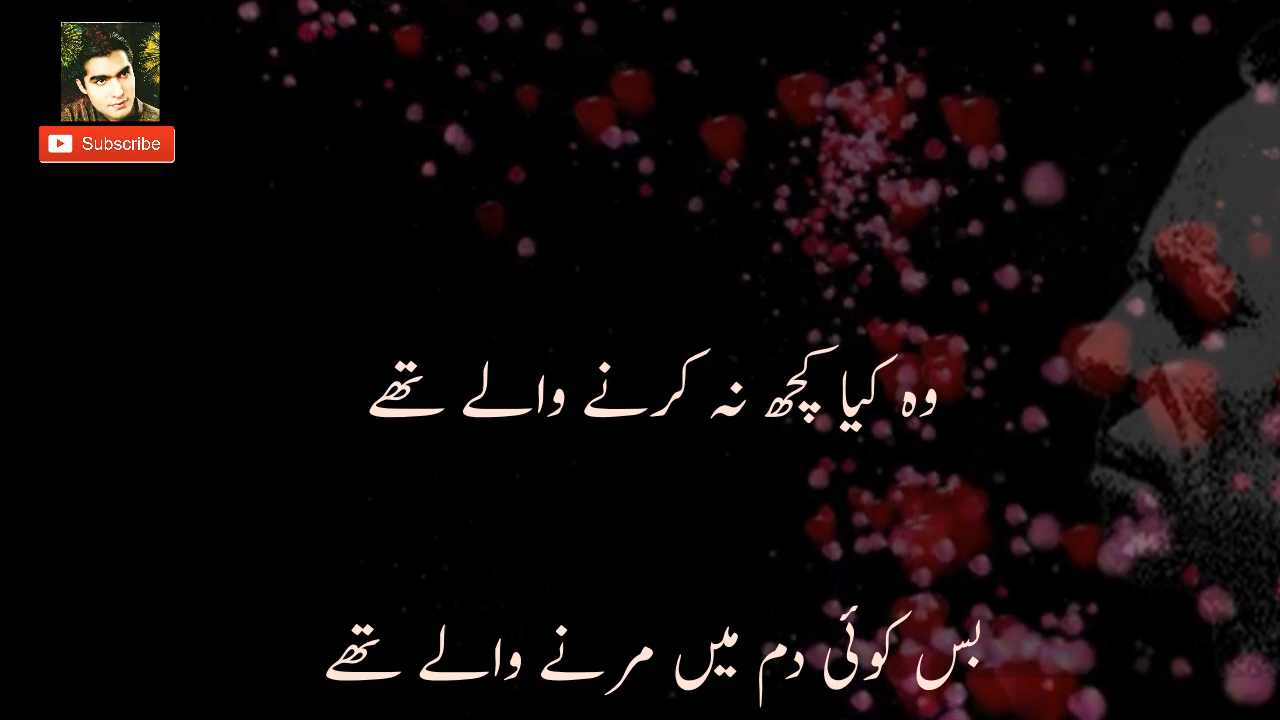 Subscribe
وہ کیا کچھ نہ کرنے والے تھے
بس کوئی دم میں مرنے والے تھے